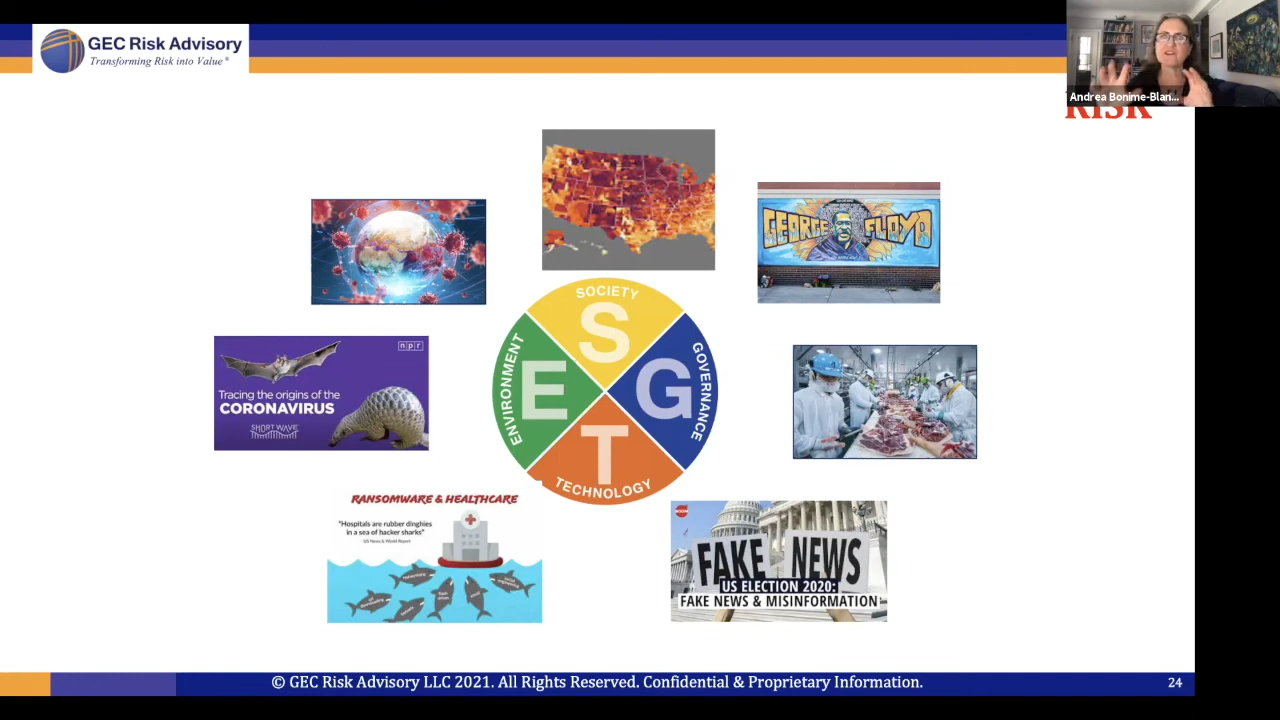 GEC Risk Advisory
Transforming Risk into Value®
Andrea Bonime-Blan...
RISK
GEORGE FLOYD
npr
Tracing the origins of the
CORONAVIRUS
SHORT WAVE
SOCIETY
S
ENVIRONMENT
E
G
GOVERNANCE
T
TECHNOLOGY
RANSOMWARE & HEALTHCARE
"Hospitals are rubber dinghies
in a sea of hacker sharks"
- US News & World Report
FAKE NEWS
US ELECTION 2020:
FAKE NEWS & MISINFORMATION
© GEC Risk Advisory LLC 2021. All Rights Reserved. Confidential & Proprietary Information.
24